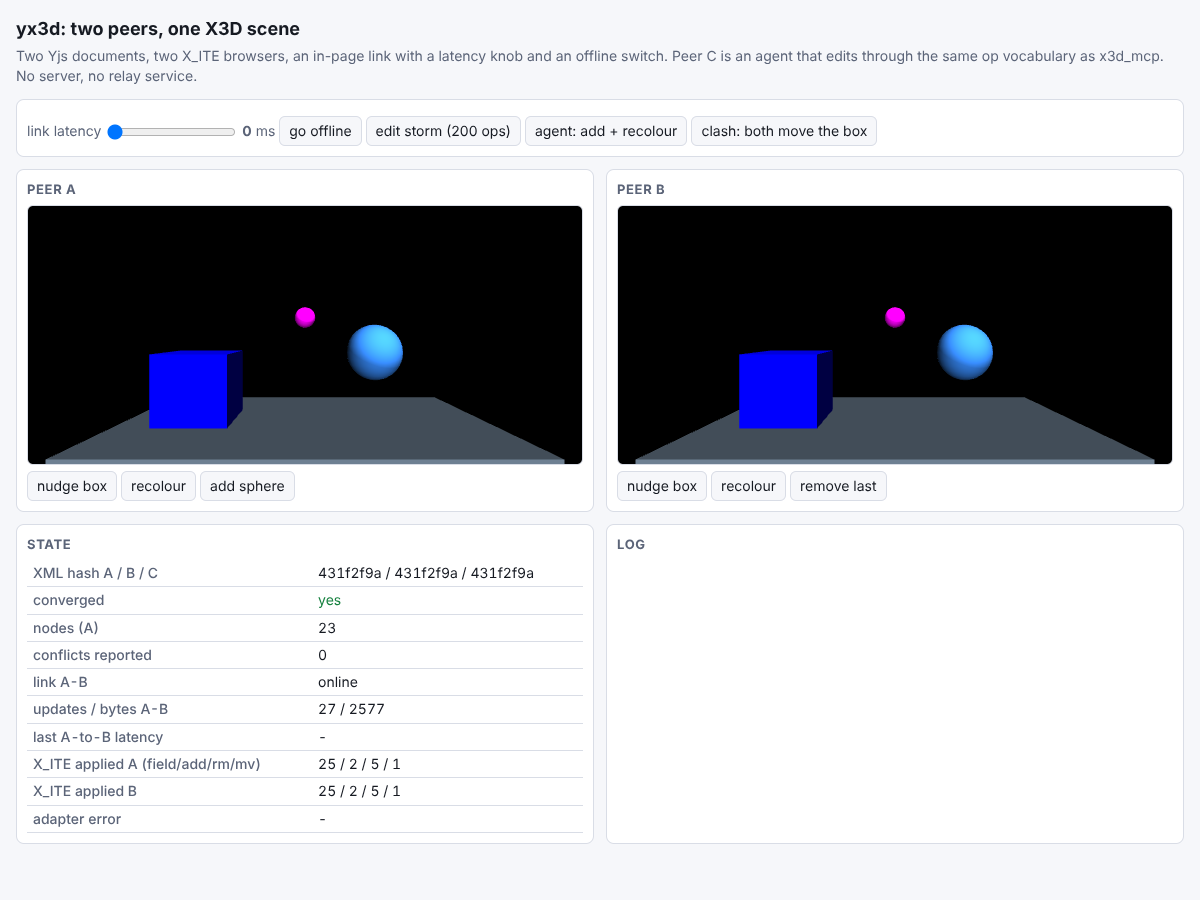 yx3d: two peers, one X3D scene
Two Yjs documents, two X_ITE browsers, an in-page link with a latency knob and an offline switch. Peer C is an agent that edits through the same op vocabulary as x3d_mcp.
No server, no relay service.
link latency 0 ms go offline edit storm (200 ops) agent: add + recolour clash: both move the box
PEER A
nudge box recolour add sphere
PEER B
nudge box recolour remove last
STATE
XML hash A / B / C 431f2f9a / 431f2f9a / 431f2f9a
converged yes
nodes (A) 23
conflicts reported 0
link A-B online
updates / bytes A-B 27 / 2577
last A-to-B latency -
X_ITE applied A (field/add/rm/mv) 25 / 2 / 5 / 1
X_ITE applied B 25 / 2 / 5 / 1
adapter error -
LOG